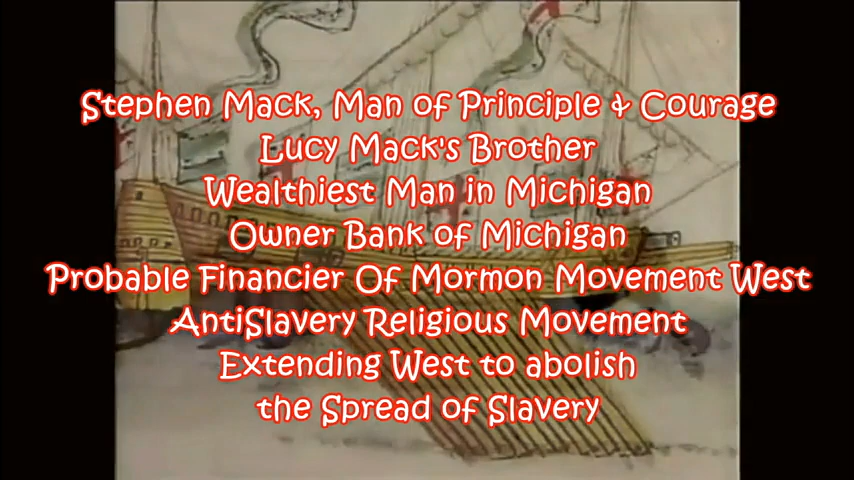 Stephen Mack, Man of Principle & Courage
Lucy Mack's Brother
Wealthiest Man in Michigan
Owner Bank of Michigan
Probable Financier Of Mormon Movement West
AntiSlavery Religious Movement
Extending West to abolish
the Spread of Slavery